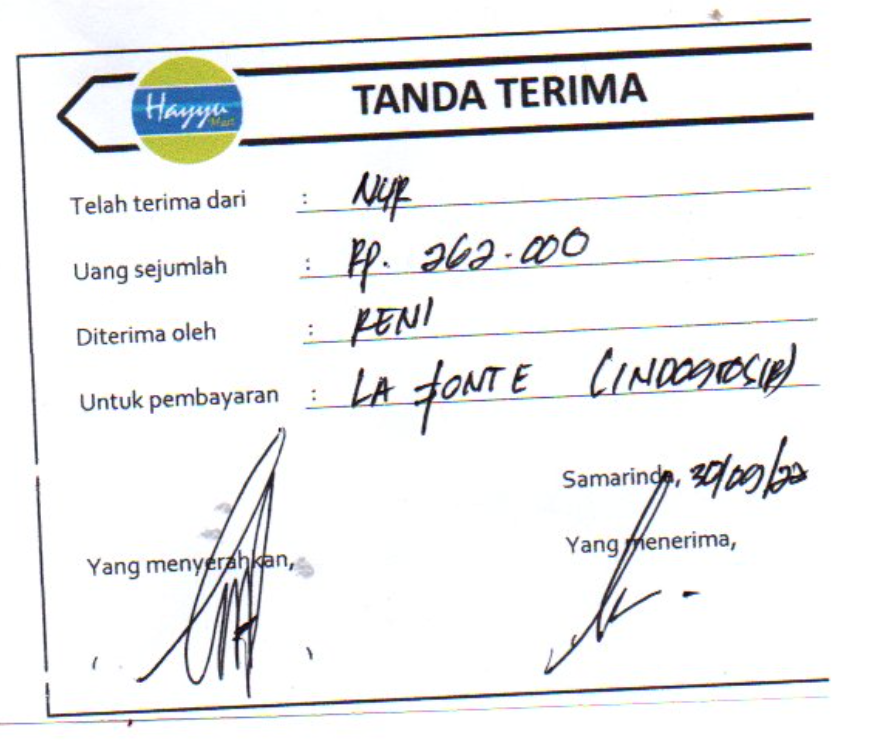 Hayyu
Mart
TANDA TERIMA
Telah terima dari : NUR
Uang sejumlah : Rp. 262.000
Diterima oleh : RENI
Untuk pembayaran : LA FONTE (INDOGROSIR)
Samarinda, 30/09/22
Yang menyerahkan,
Yang menerima,
( )